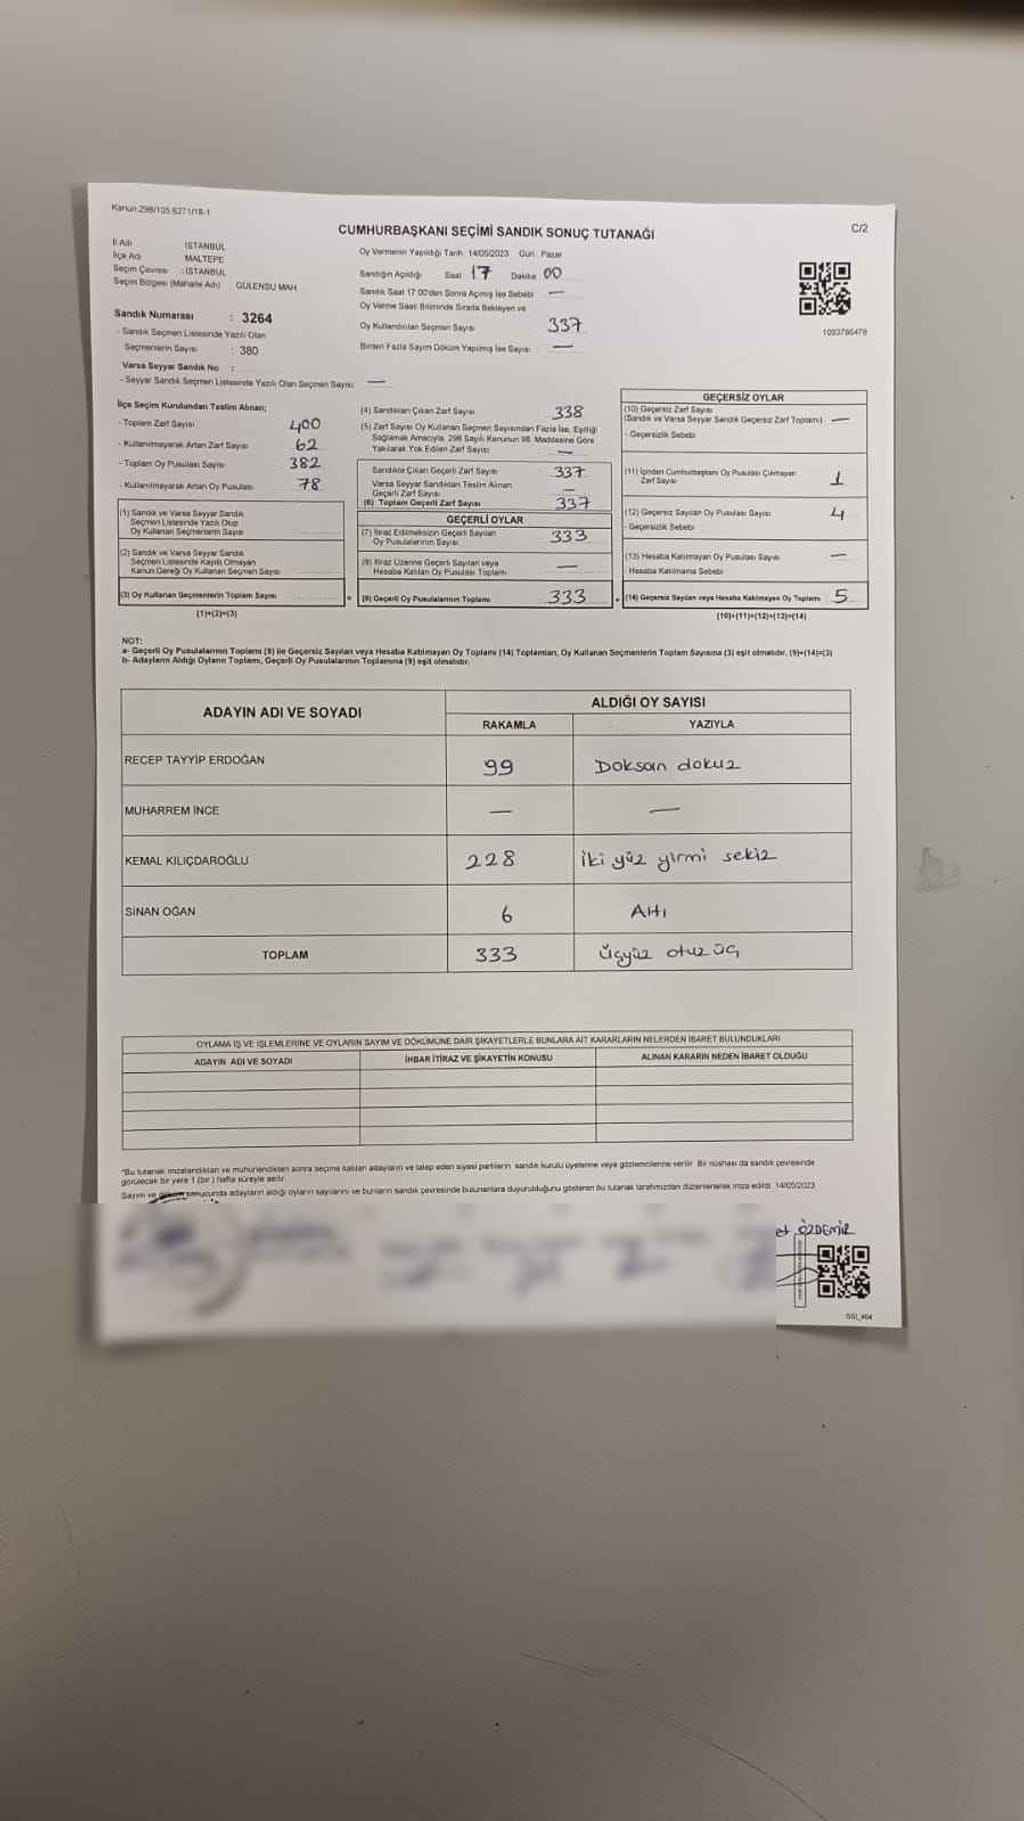 Kanun 298/105,6271/18-1
CUMHURBAŞKANI SEÇİMİ SANDIK SONUÇ TUTANAĞI
C/2
İl Adı İSTANBUL
İlçe Adı MALTEPE
Seçim Çevresi : İSTANBUL
Seçim Bölgesi (Mahalle Adı) GÜLENSU MAH
Oy Vermenin Yapıldığı Tarih: 14/05/2023 Gün: Pazar
Sandığın Açıldığı Saat 17 Dakika 00
Sandık Saat 17.00'den Sonra Açımış İse Sebebi —
Oy Verme Saati Bitiminde Sırada Bekleyen ve
Oy Kullandırılan Seçmen Sayısı 337
Birden Fazla Sayım Döküm Yapılmış İse Sayısı : —
1093786478
Sandık Numarası : 3264
- Sandık Seçmen Listesinde Yazılı Olan
Seçmenlerin Sayısı : 380
Varsa Seyyar Sandık No :
- Seyyar Sandık Seçmen Listesinde Yazılı Olan Seçmen Sayısı: —
İlçe Seçim Kurulundan Teslim Alınan;
- Toplam Zarf Sayısı 400
- Kullanılmayarak Artan Zarf Sayısı 62
- Toplam Oy Pusulası Sayısı 382
- Kullanılmayarak Artan Oy Pusulası 78
(1) Sandık ve Varsa Seyyar Sandık
Seçmen Listesinde Yazılı Olup
Oy Kullanan Seçmenlerin Sayısı
(2) Sandık ve Varsa Seyyar Sandık
Seçmen Listesinde Kayıtlı Olmayan
Kanun Gereği Oy Kullanan Seçmen Sayısı
(3) Oy Kullanan Seçmenlerin Toplam Sayısı
(1)+(2)=(3)
(4) Sandıktan Çıkan Zarf Sayısı 338
(5) Zarf Sayısı Oy Kullanan Seçmen Sayısından Fazla İse, Eşitliği
Sağlamak Amacıyla, 298 Sayılı Kanunun 98. Maddesine Göre
Yakılarak Yok Edilen Zarf Sayısı —
Sandıkta Çıkan Geçerli Zarf Sayısı 337
Varsa Seyyar Sandıktan Teslim Alınan
Geçerli Zarf Sayısı —
(6) Toplam Geçerli Zarf Sayısı 337
GEÇERLİ OYLAR
(7) İtiraz Edilmeksizin Geçerli Sayılan
Oy Pusulalarının Sayısı 333
(8) İtiraz Üzerine Geçerli Sayılan veya
Hesaba Katılan Oy Pusulası Toplamı —
= (9) Geçerli Oy Pusulalarının Toplamı 333
GEÇERSİZ OYLAR
(10) Geçersiz Zarf Sayısı
(Sandık ve Varsa Seyyar Sandık Geçersiz Zarf Toplamı) —
- Geçersizlik Sebebi
(11) İçinden Cumhurbaşkanı Oy Pusulası Çıkmayan
Zarf Sayısı 1
(12) Geçersiz Sayılan Oy Pusulası Sayısı 4
- Geçersizlik Sebebi :
(13) Hesaba Katılmayan Oy Pusulası Sayısı —
- Hesaba Katılmama Sebebi
+ (14) Geçersiz Sayılan veya Hesaba Katılmayan Oy Toplamı 5
(10)+(11)+(12)+(13)=(14)
NOT:
a- Geçerli Oy Pusulalarının Toplamı (9) ile Geçersiz Sayılan veya Hesaba Katılmayan Oy Toplamı (14) Toplamları, Oy Kullanan Seçmenlerin Toplam Sayısına (3) eşit olmalıdır, (9)+(14)=(3)
b- Adayların Aldığı Oyların Toplamı, Geçerli Oy Pusulalarının Toplamına (9) eşit olmalıdır.
ADAYIN ADI VE SOYADI
ALDIĞI OY SAYISI
RAKAMLA YAZIYLA
RECEP TAYYİP ERDOĞAN 99 Doksan dokuz
MUHARREM İNCE — —
KEMAL KILIÇDAROĞLU 228 iki yüz yirmi sekiz
SİNAN OĞAN 6 Altı
TOPLAM 333 üçyüz otuz üç
OYLAMA İŞ VE İŞLEMLERİNE VE OYLARIN SAYIM VE DÖKÜMÜNE DAİR ŞİKAYETLERLE BUNLARA AİT KARARLARIN NELERDEN İBARET BULUNDUKLARI
ADAYIN ADI VE SOYADI İHBAR İTİRAZ VE ŞİKAYETİN KONUSU ALINAN KARARIN NEDEN İBARET OLDUĞU
*Bu tutanak imzalandıktan ve mühürlendikten sonra seçime katılan adayların ve talep eden siyasi partilerin sandık kurulu üyelerine veya gözlemcilerine verilir. Bir nüshası da sandık çevresinde
görülecek bir yere 1 (bir) hafta süreyle asılır.
Sayım ve döküm sonucunda adayların aldığı oyların sayılarını ve bunların sandık çevresinde bulunanlara duyurulduğunu gösteren bu tutanak tarafımızdan düzenlenerek imza edildi. 14/05/2023
et ÖZDEMİR